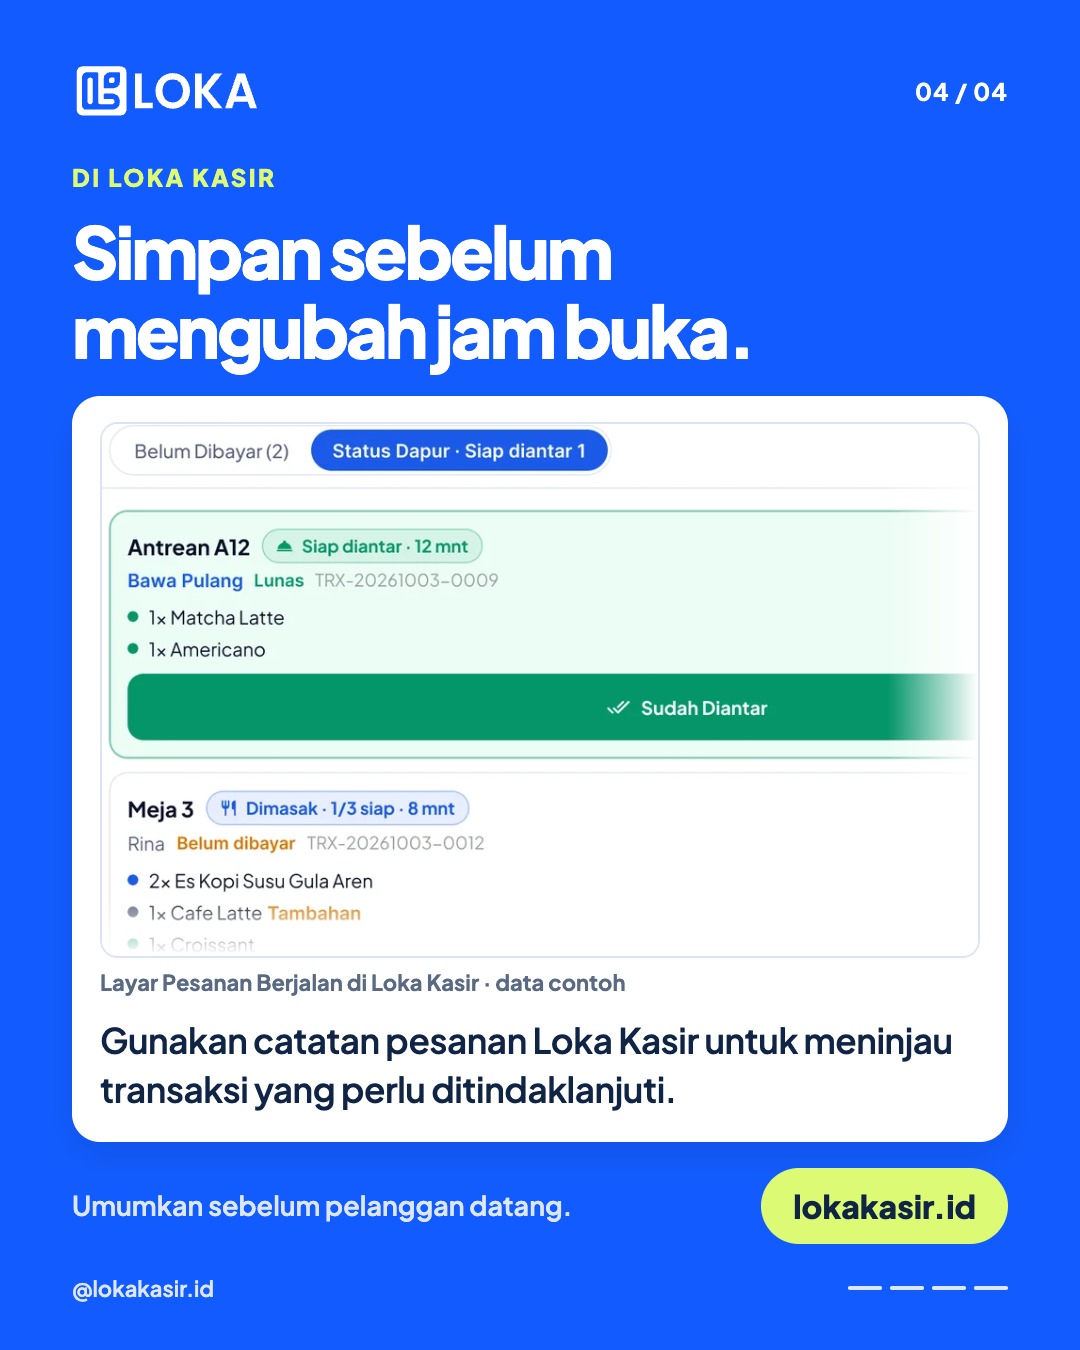 LOKA
04 / 04
DI LOKA KASIR
Simpan sebelum
mengubah jam buka.
Belum Dibayar (2)
Status Dapur · Siap diantar 1
Antrean A12
Siap diantar · 12 mnt
Bawa Pulang Lunas TRX-20261003-0009
1x Matcha Latte
1x Americano
Sudah Diantar
Meja 3
Dimasak · 1/3 siap · 8 mnt
Rina Belum dibayar TRX-20261003-0012
2x Es Kopi Susu Gula Aren
1x Cafe Latte Tambahan
1x Croissant
Layar Pesanan Berjalan di Loka Kasir · data contoh
Gunakan catatan pesanan Loka Kasir untuk meninjau
transaksi yang perlu ditindaklanjuti.
Umumkan sebelum pelanggan datang.
lokakasir.id
@lokakasir.id